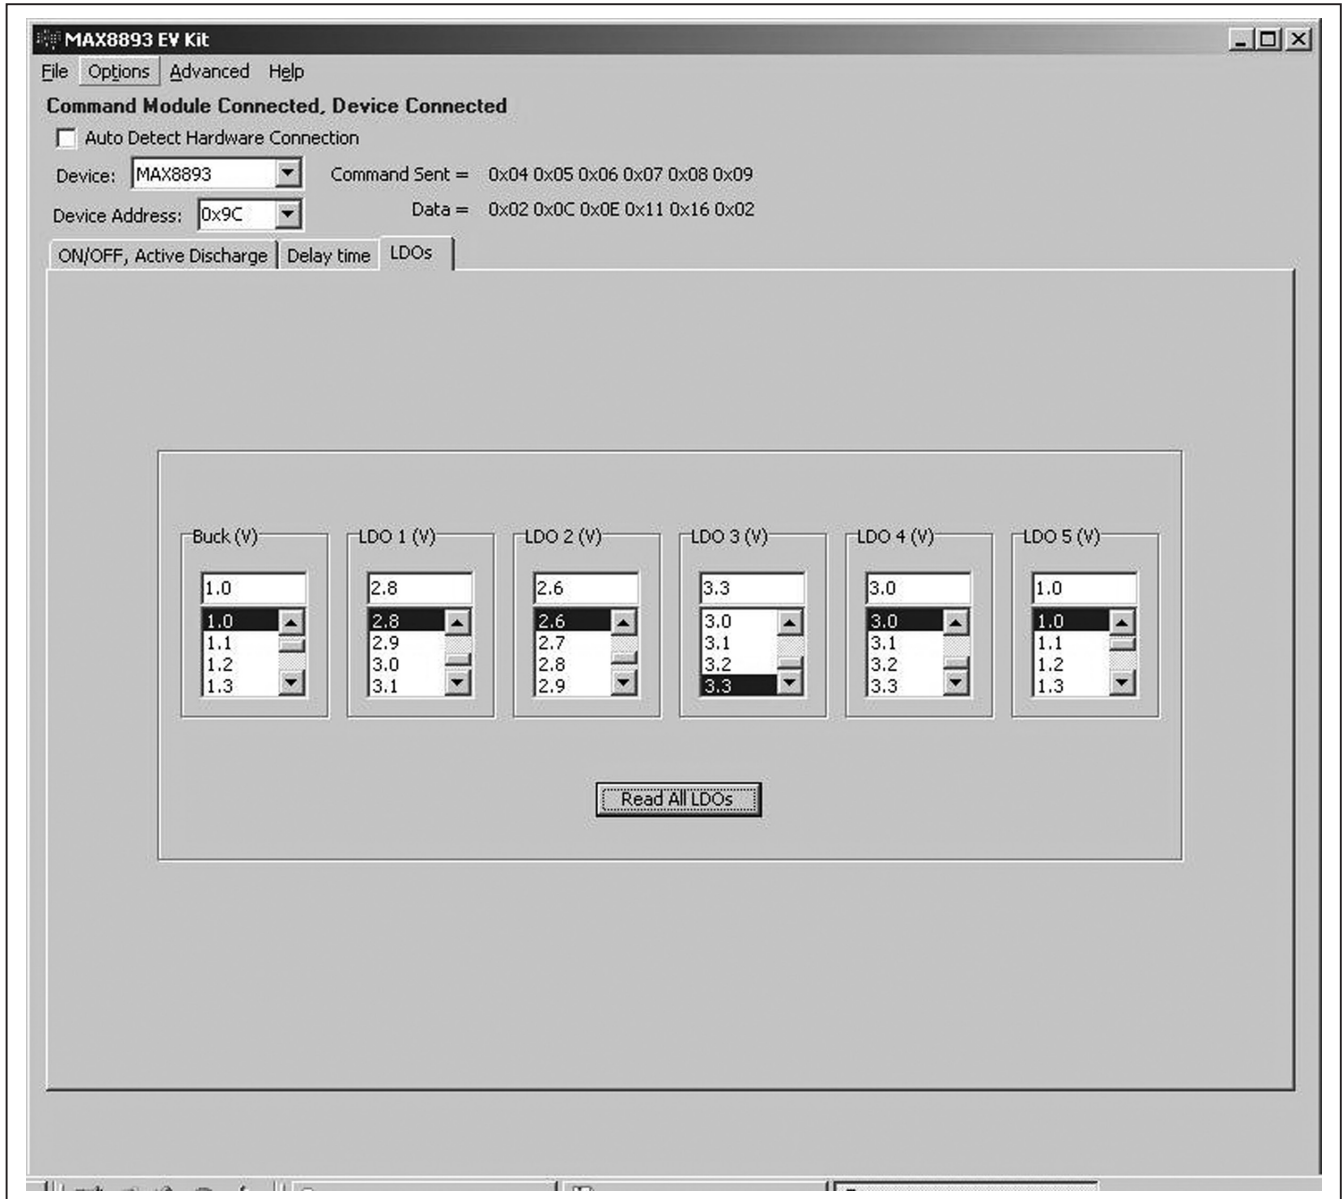 MAX8893 EV Kit
File Options Advanced Help
Command Module Connected, Device Connected
Auto Detect Hardware Connection
Device: MAX8893 Command Sent = 0x04 0x05 0x06 0x07 0x08 0x09
Device Address: 0x9C Data = 0x02 0x0C 0x0E 0x11 0x16 0x02
ON/OFF, Active Discharge Delay time LDOs
Buck (V) LDO 1 (V) LDO 2 (V) LDO 3 (V) LDO 4 (V) LDO 5 (V)
1.0 2.8 2.6 3.3 3.0 1.0
1.0 2.8 2.6 3.0 3.0 1.0
1.1 2.9 2.7 3.1 3.1 1.1
1.2 3.0 2.8 3.2 3.2 1.2
1.3 3.1 2.9 3.3 3.3 1.3
Read All LDOs